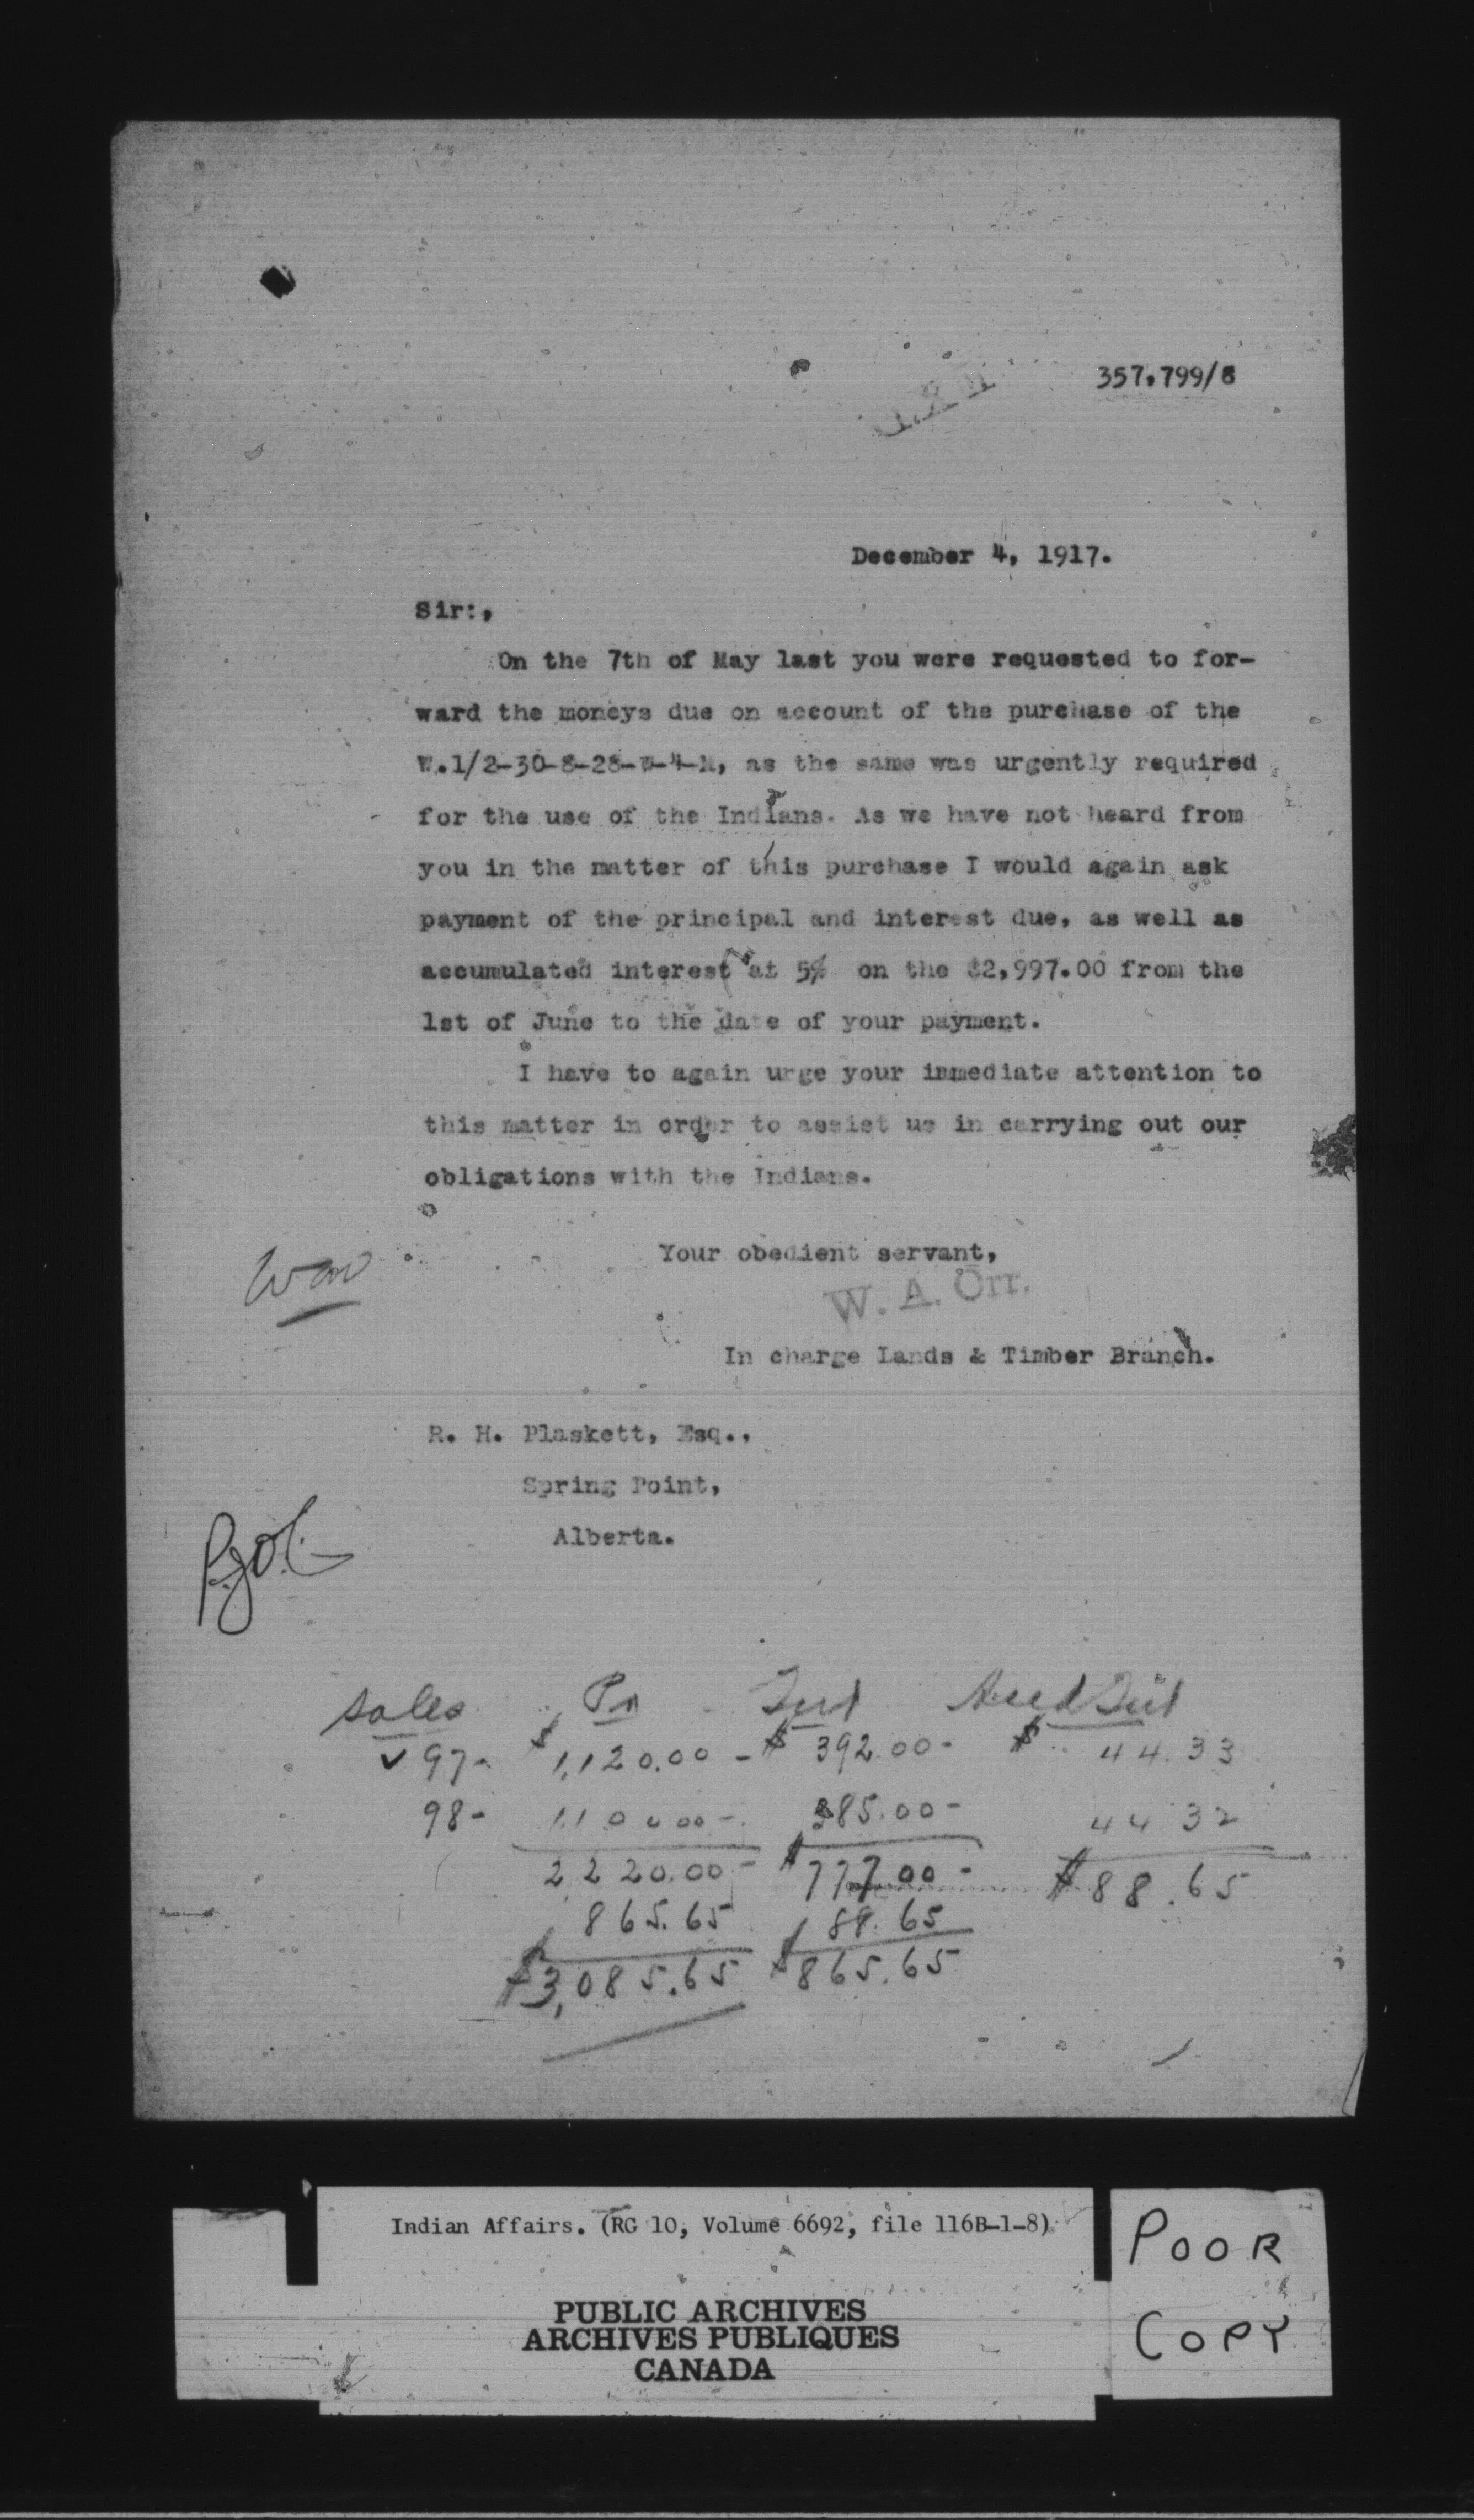 357,799/8
December 4, 1917.
Sir:,
On the 7th of May last you were requested to for-
ward the moneys due on account of the purchase of the
W.1/2-30-8-28-W-4-M, as the same was urgently required
for the use of the Indians. As we have not heard from
you in the matter of this purchase I would again ask
payment of the principal and interest due, as well as
accumulated interest at 5% on the $2,997.00 from the
1st of June to the date of your payment.
I have to again urge your immediate attention to
this matter in order to assist us in carrying out our
obligations with the Indians.
Your obedient servant,
W. A. Orr.
In charge Lands & Timber Branch.
R. H. Plaskett, Esq.,
Spring Point,
Alberta.
Sales Pr Int Accd Int
✓ 97- $1,120.00 - $392.00 - $44.33
98- 1100.00 - 385.00 - 44.32
2220.00 - $777.00 - $88.65
865.65 88.65
$3,085.65 $865.65
Indian Affairs. (RG 10, Volume 6692, file 116B-1-8)
POOR
COPY
PUBLIC ARCHIVES
ARCHIVES PUBLIQUES
CANADA